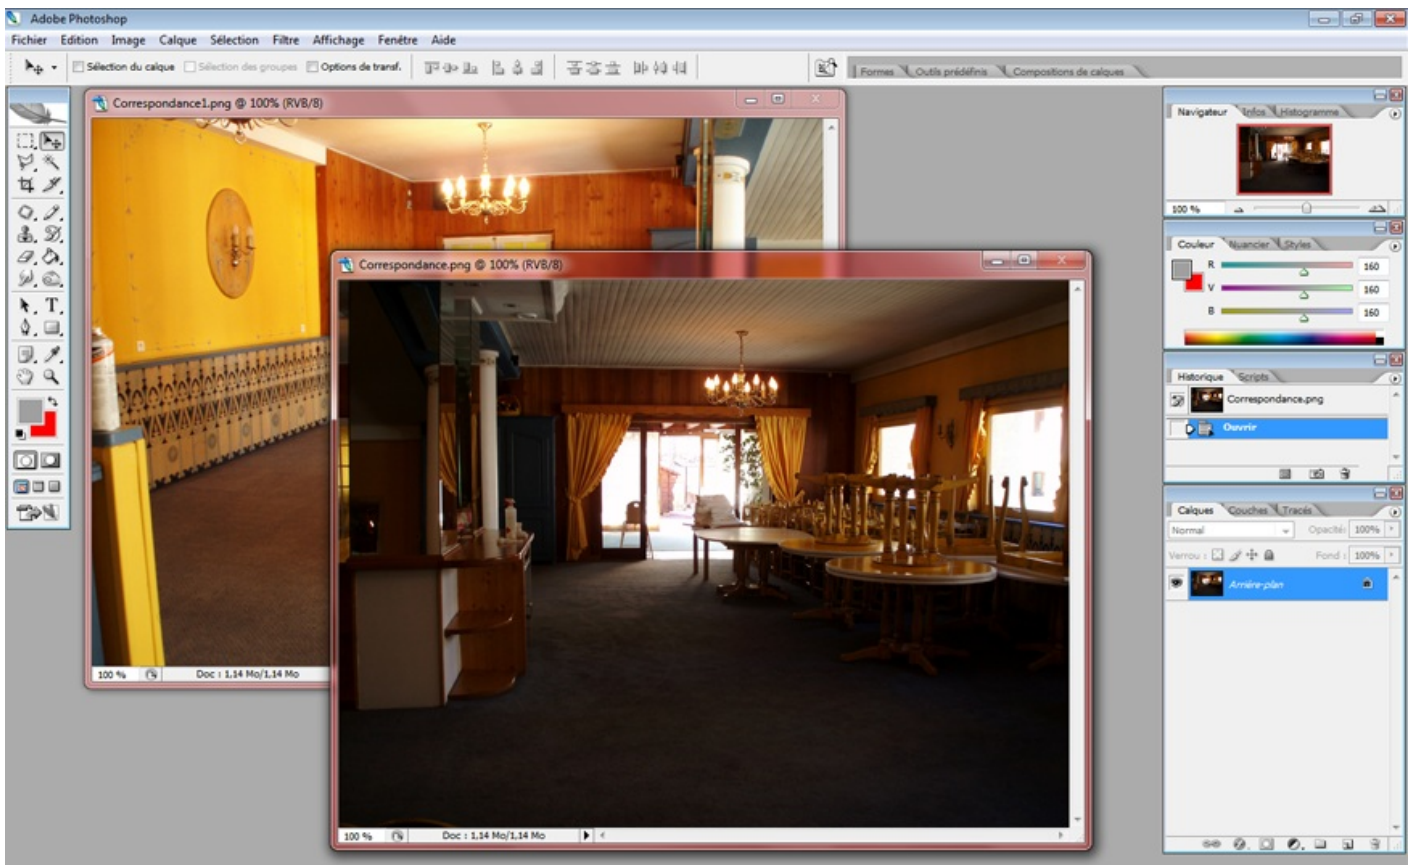 Adobe Photoshop
Fichier Edition Image Calque Sélection Filtre Affichage Fenêtre Aide
Sélection du calque Sélection des groupes Options de transf. Formes Outils prédéfinis Compositions de calques
Correspondance1.png @ 100% (RVB/8)
100 % Doc : 1,14 Mo/1,14 Mo
Correspondance.png @ 100% (RVB/8)
100 % Doc : 1,14 Mo/1,14 Mo
T
Navigateur Infos Histogramme
100 %
Couleur Nuancier Styles
R 160
V 160
B 160
Historique Scripts
Correspondance.png
Ouvrir
Calques Couches Tracés
Normal Opacité: 100%
Verrou : Fond : 100%
Arrière-plan